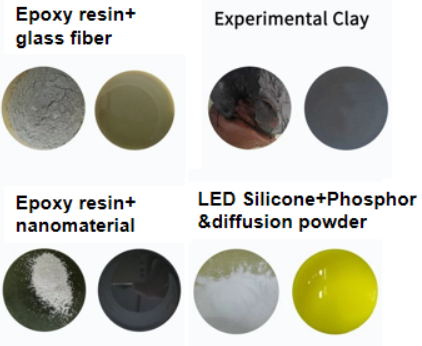 Epoxy resin+
glass fiber
Experimental Clay
Epoxy resin+
nanomaterial
LED Silicone+Phosphor
&diffusion powder